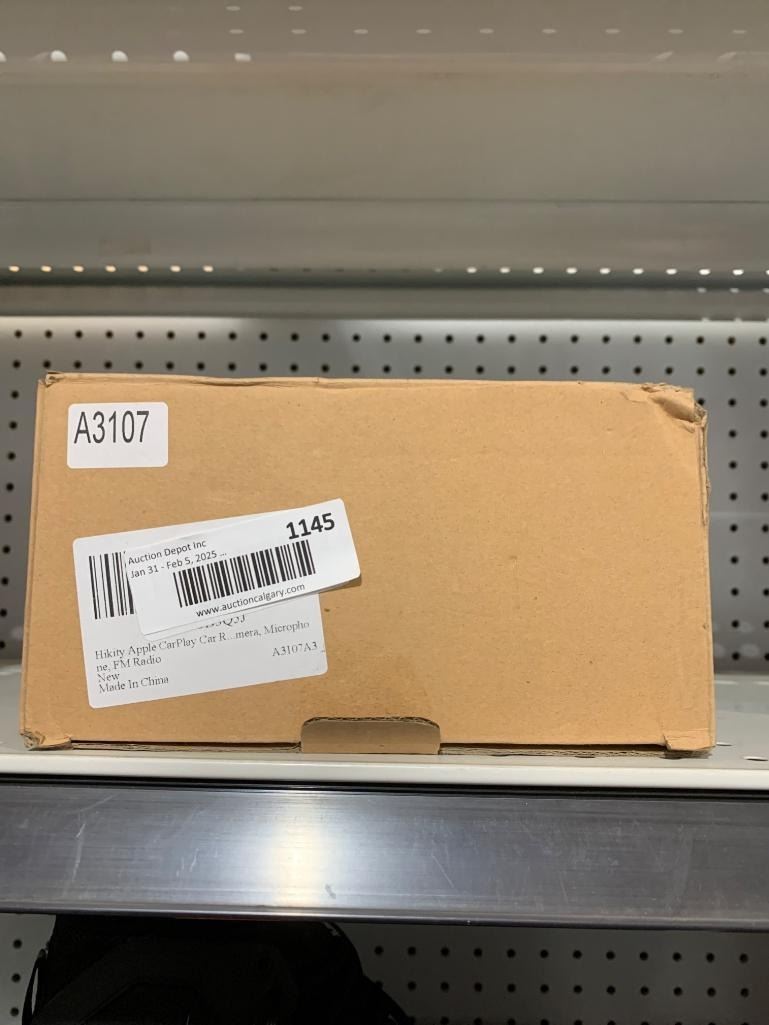 A3107
1145
Auction Depot Inc
Jan 31 - Feb 5, 2025 ...
www.auctioncalgary.com
Hikity Apple CarPlay Car R...mera, Micropho
ne, FM Radio
A3107A3
New
Made In China